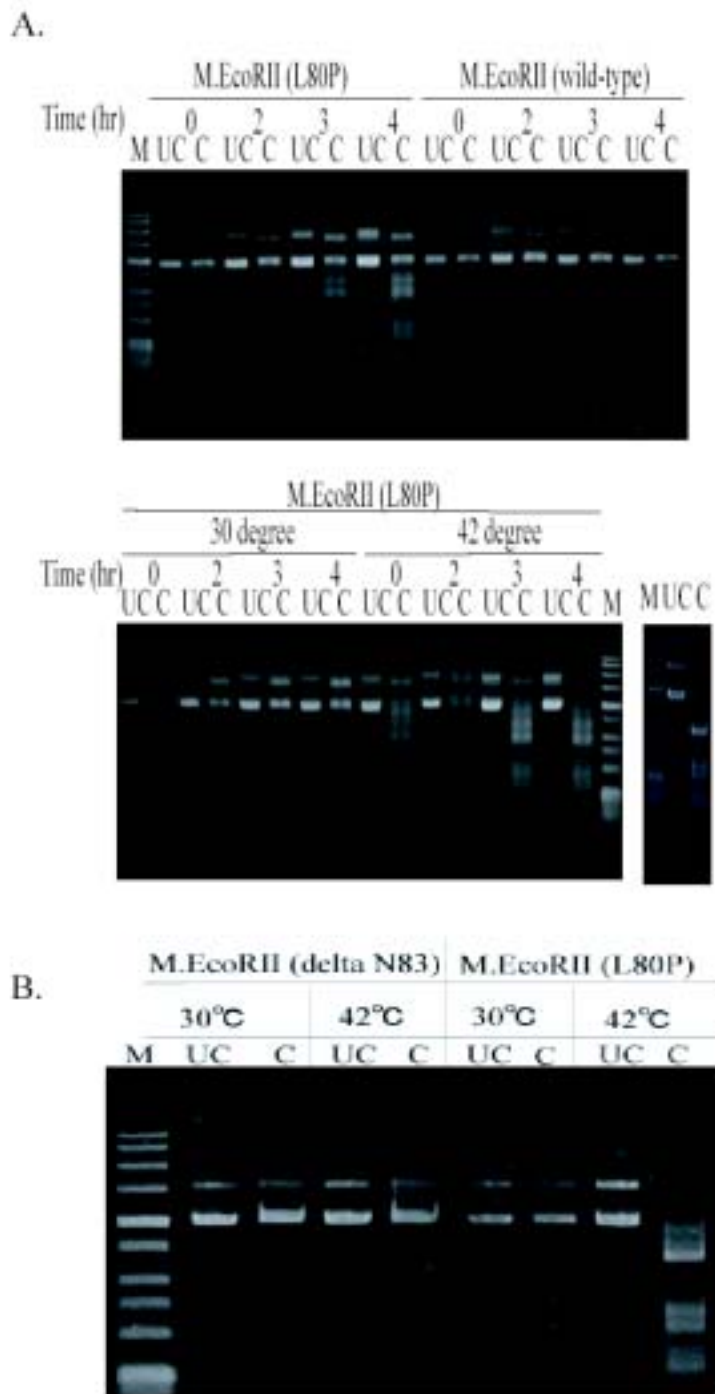 A.
M.EcoRII (L80P) M.EcoRII (wild-type)
Time (hr) 0 2 3 4 0 2 3 4
M UC C UC C UC C UC C UC C UC C UC C UC C
M.EcoRII (L80P)
30 degree 42 degree
Time (hr) 0 2 3 4 0 2 3 4
UC C UC C UC C UC C UC C UC C UC C UC C M M UC C
B.
M.EcoRII (delta N83) M.EcoRII (L80P)
30°C 42°C 30°C 42°C
M UC C UC C UC C UC C